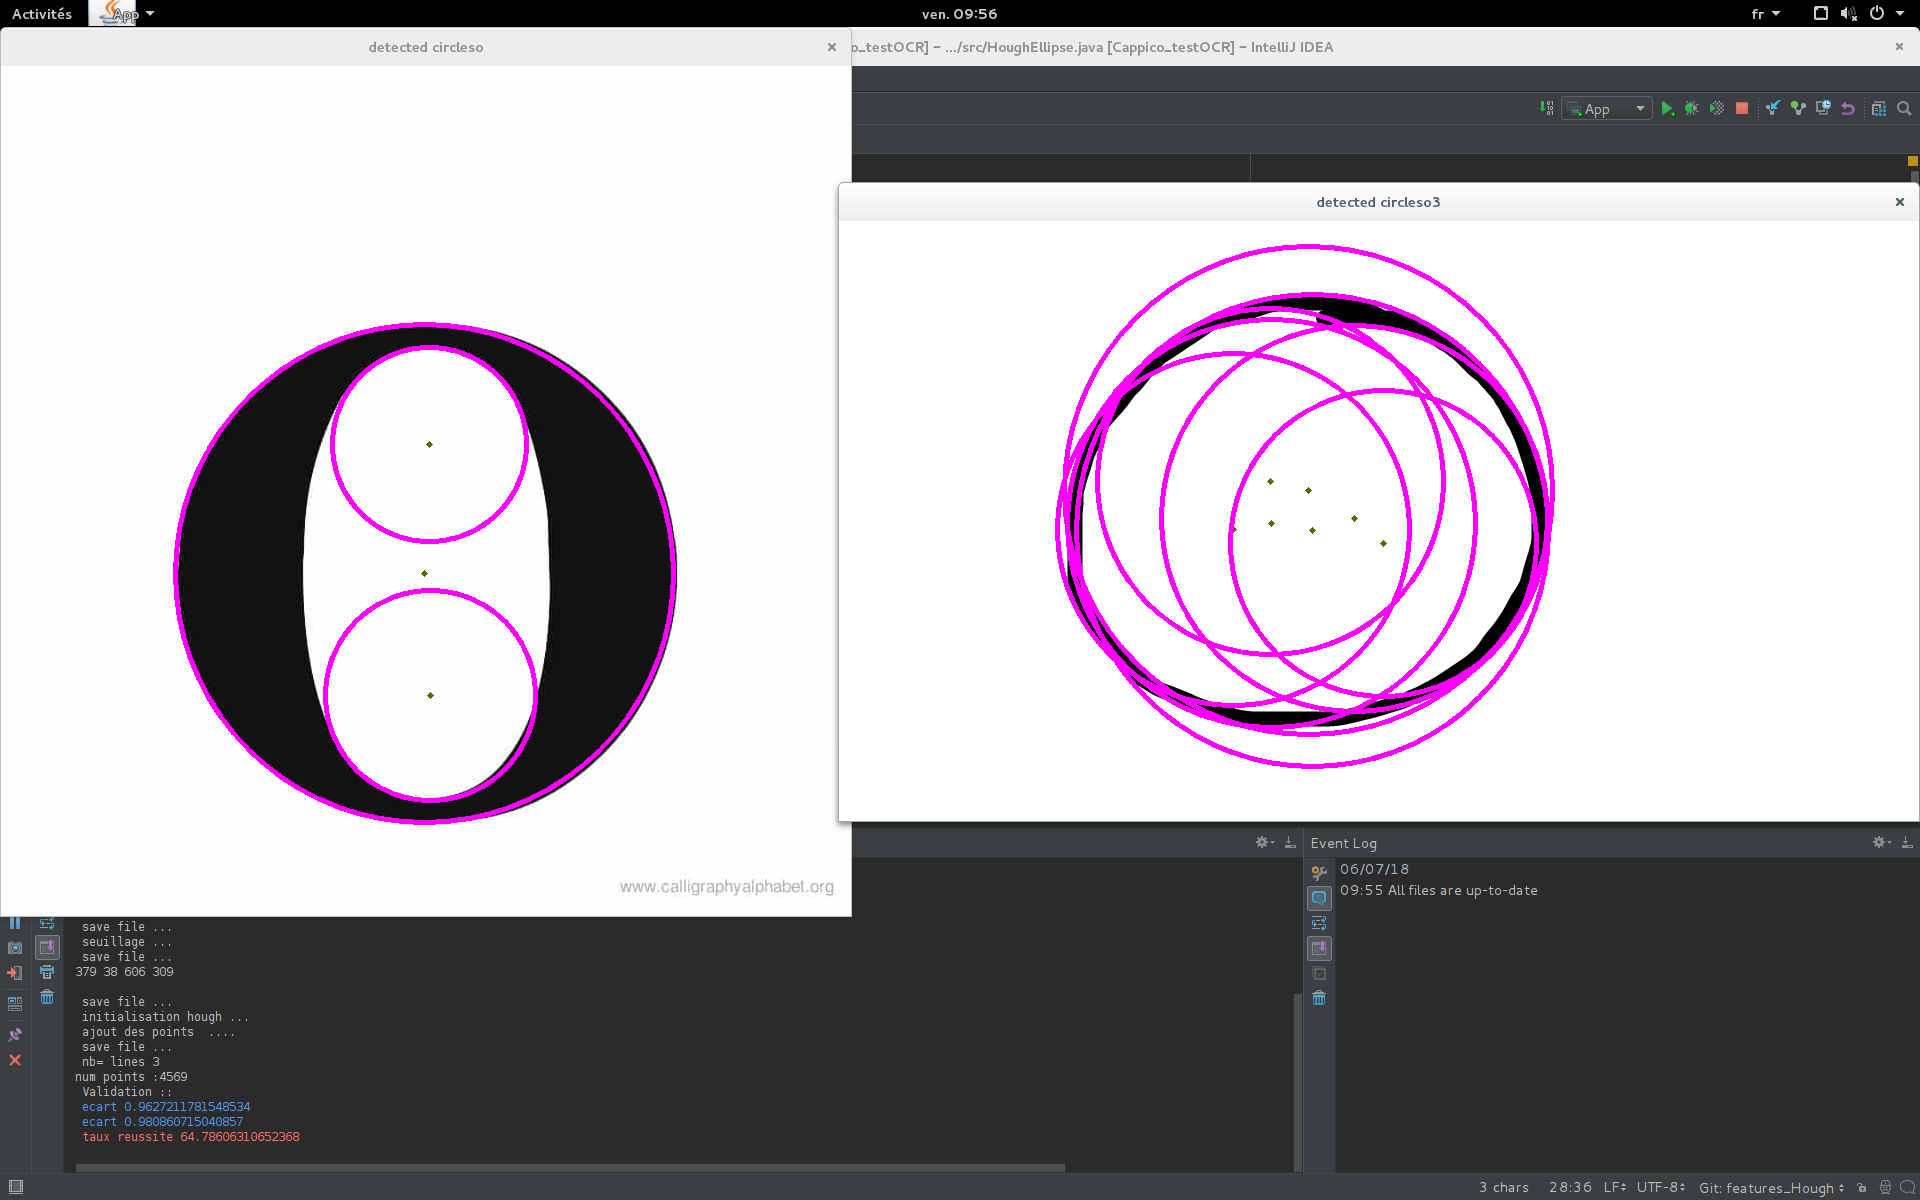 Activités
App
ven. 09:56
fr
detected circleso
o_testOCR] – .../src/HoughEllipse.java [Cappico_testOCR] – IntelliJ IDEA
App
detected circleso3
www.calligraphyalphabet.org
Event Log
06/07/18
09:55 All files are up-to-date
save file ...
seuillage ...
save file ...
379 38 606 309
save file ...
initialisation hough ...
ajout des points ....
save file ...
nb= lines 3
num points :4569
Validation ::
ecart 0.9627211781548534
ecart 0.980860715040857
taux reussite 64.78606310652368
3 chars 28:36 LF UTF-8 Git: features_Hough